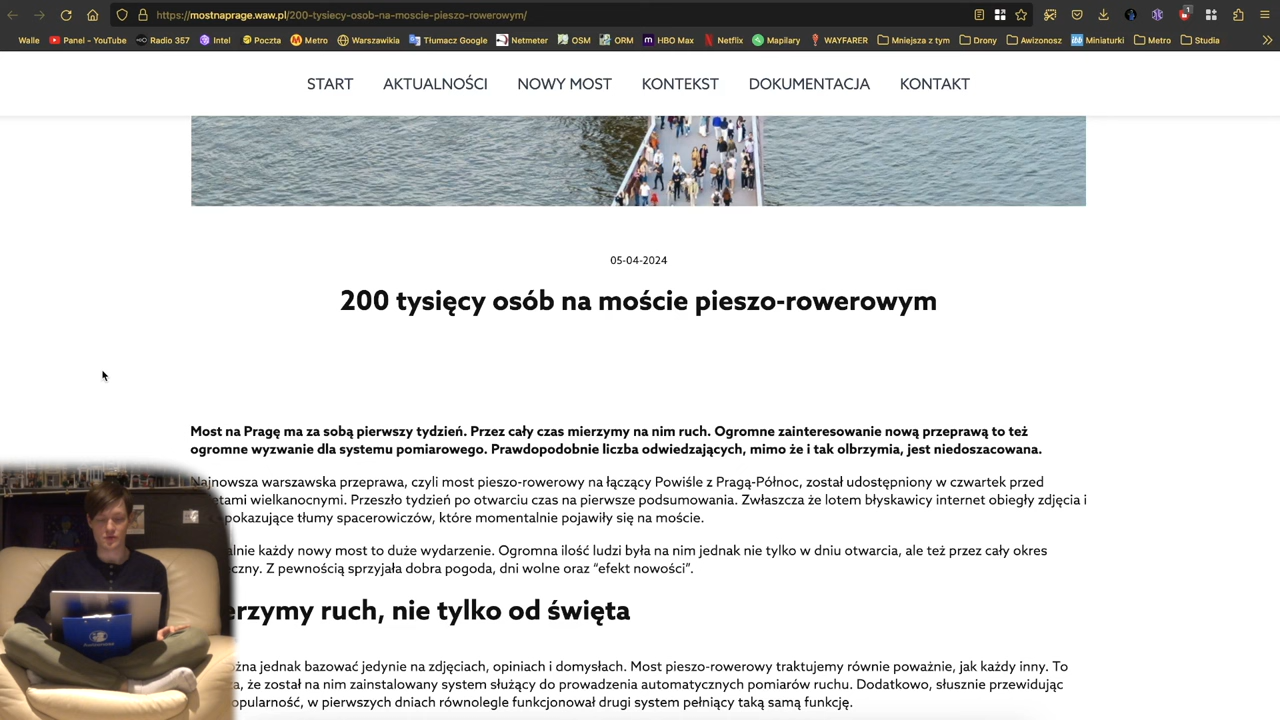 https://mostnaprage.waw.pl/200-tysiecy-osob-na-moscie-pieszo-rowerowym/
Walle Panel - YouTube Radio 357 Intel Poczta Metro Warszawikia Tłumacz Google Netmeter OSM ORM HBO Max Netflix Mapilary WAYFARER Mniejsza z tym Drony Awizonosz Miniaturki Metro Studia
START AKTUALNOŚCI NOWY MOST KONTEKST DOKUMENTACJA KONTAKT
05-04-2024
200 tysięcy osób na moście pieszo-rowerowym
Most na Pragę ma za sobą pierwszy tydzień. Przez cały czas mierzymy na nim ruch. Ogromne zainteresowanie nową przeprawą to też
ogromne wyzwanie dla systemu pomiarowego. Prawdopodobnie liczba odwiedzających, mimo że i tak olbrzymia, jest niedoszacowana.
Najnowsza warszawska przeprawa, czyli most pieszo-rowerowy na łączący Powiśle z Pragą-Północ, został udostępniony w czwartek przed
świętami wielkanocnymi. Przeszło tydzień po otwarciu czas na pierwsze podsumowania. Zwłaszcza że lotem błyskawicy internet obiegły zdjęcia i
pokazujące tłumy spacerowiczów, które momentalnie pojawiły się na moście.
każdy nowy most to duże wydarzenie. Ogromna ilość ludzi była na nim jednak nie tylko w dniu otwarcia, ale też przez cały okres
Z pewnością sprzyjała dobra pogoda, dni wolne oraz “efekt nowości”.
Mierzymy ruch, nie tylko od święta
można jednak bazować jedynie na zdjęciach, opiniach i domysłach. Most pieszo-rowerowy traktujemy równie poważnie, jak każdy inny. To
że został na nim zainstalowany system służący do prowadzenia automatycznych pomiarów ruchu. Dodatkowo, słusznie przewidując
popularność, w pierwszych dniach równolegle funkcjonował drugi system pełniący taką samą funkcję.